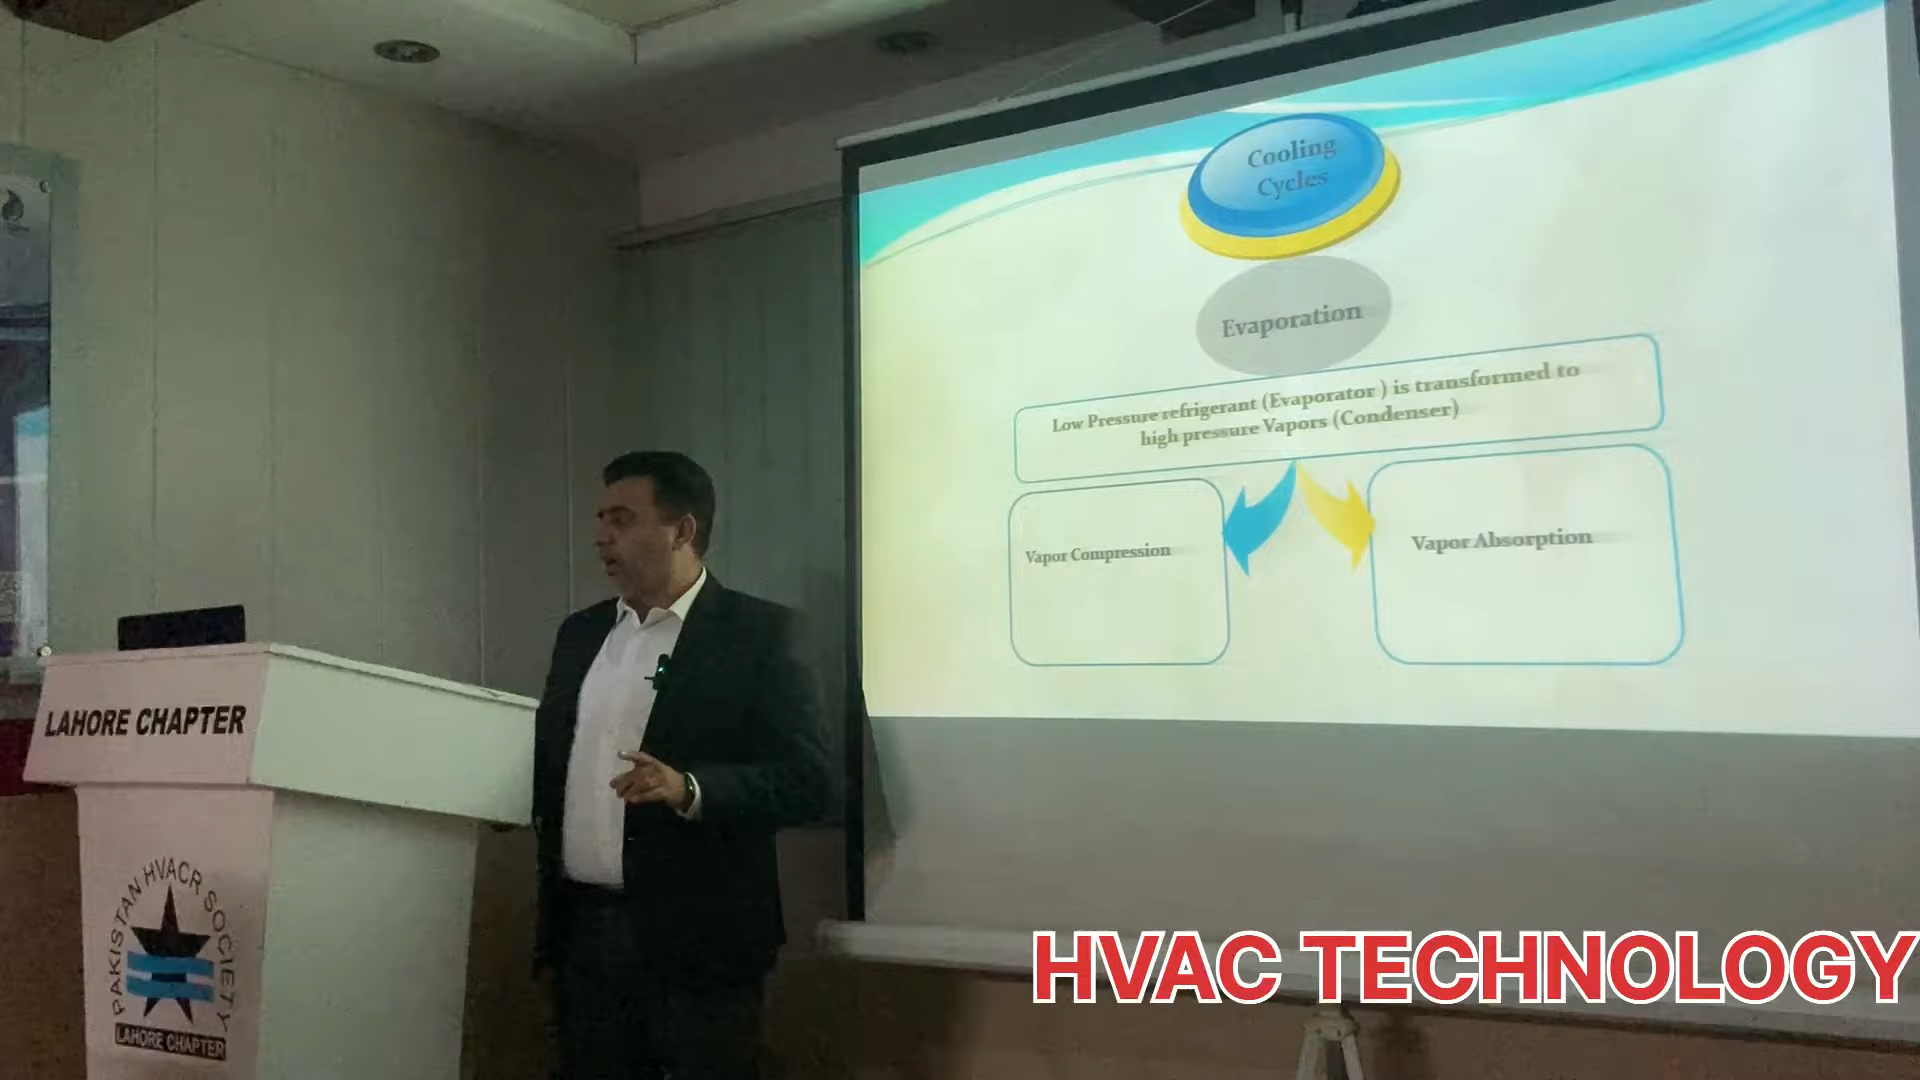 Cooling
Cycles
Evaporation
Low Pressure refrigerant (Evaporator ) is transformed to
high pressure Vapors (Condenser)
Vapor Compression
Vapor Absorption
LAHORE CHAPTER
PAKISTAN HVACR SOCIETY
LAHORE CHAPTER
HVAC TECHNOLOGY